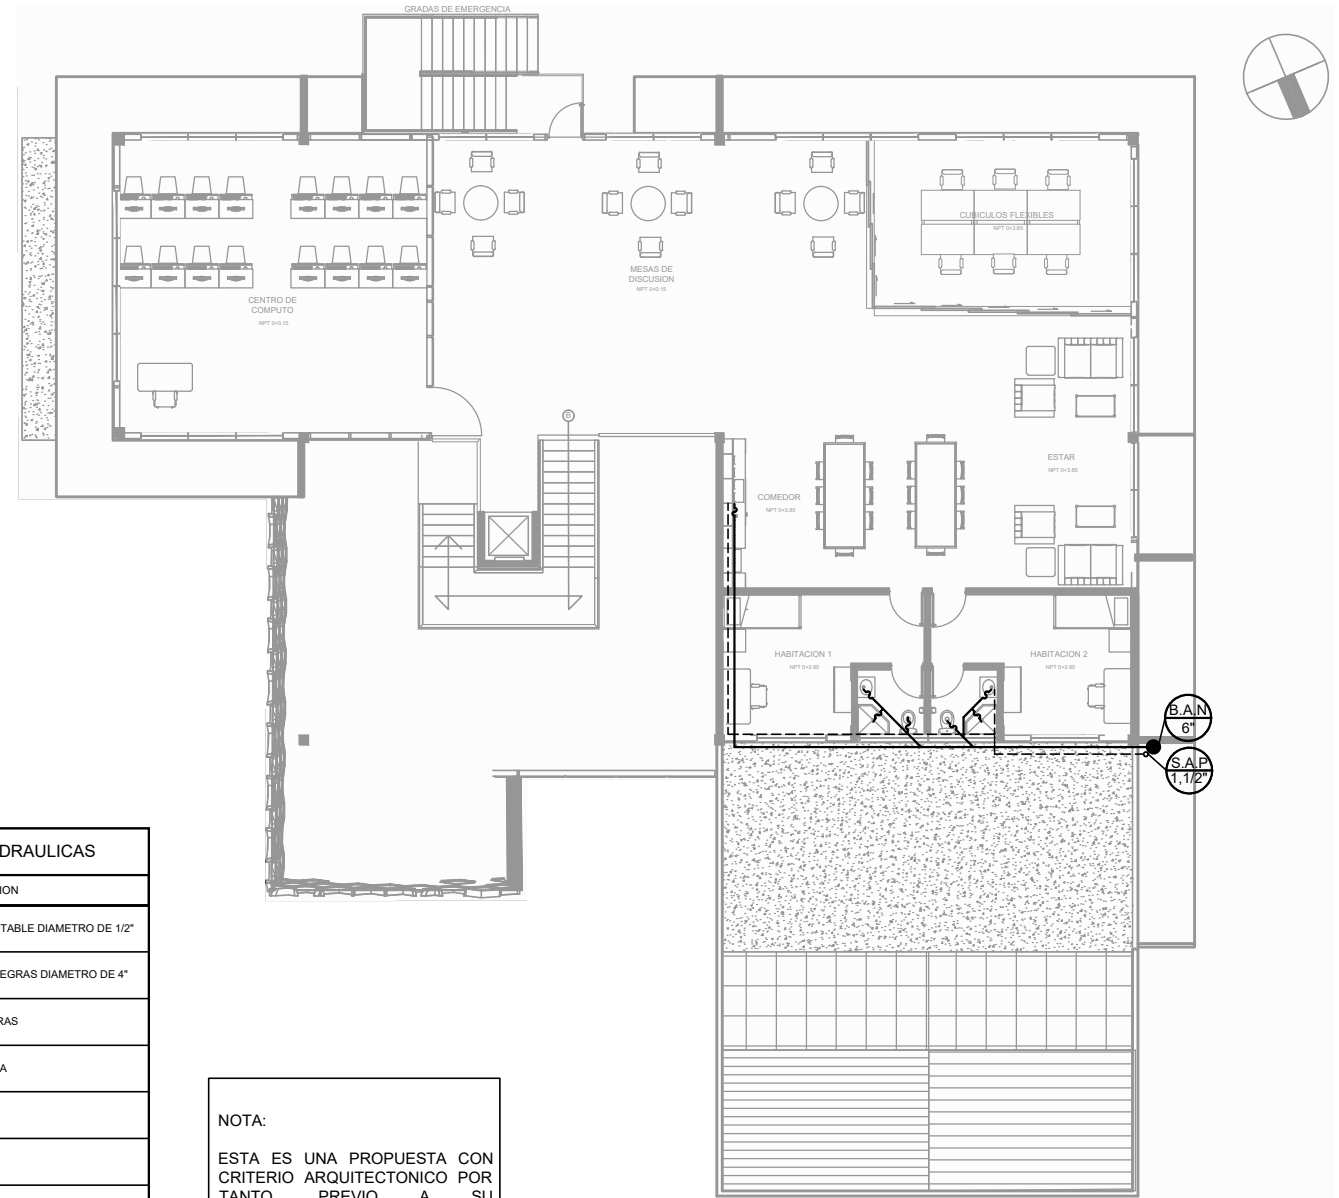 GRADAS DE EMERGENCIA
CUBICULOS FLEXIBLES
NPT 0+3.85
MESAS DE
DISCUSION
NPT 0+0.15
CENTRO DE
COMPUTO
NPT 0+0.15
B
ESTAR
NPT 0+3.85
COMEDOR
NPT 0+3.85
HABITACION 1
NPT 0+3.85
HABITACION 2
NPT 0+3.85
B.A.N
6"
S.A.P
1,1/2"
DRAULICAS
ION
TABLE DIAMETRO DE 1/2"
EGRAS DIAMETRO DE 4"
RAS
A
NOTA:
ESTA ES UNA PROPUESTA CON
CRITERIO ARQUITECTONICO POR
TANTO PREVIO A SU